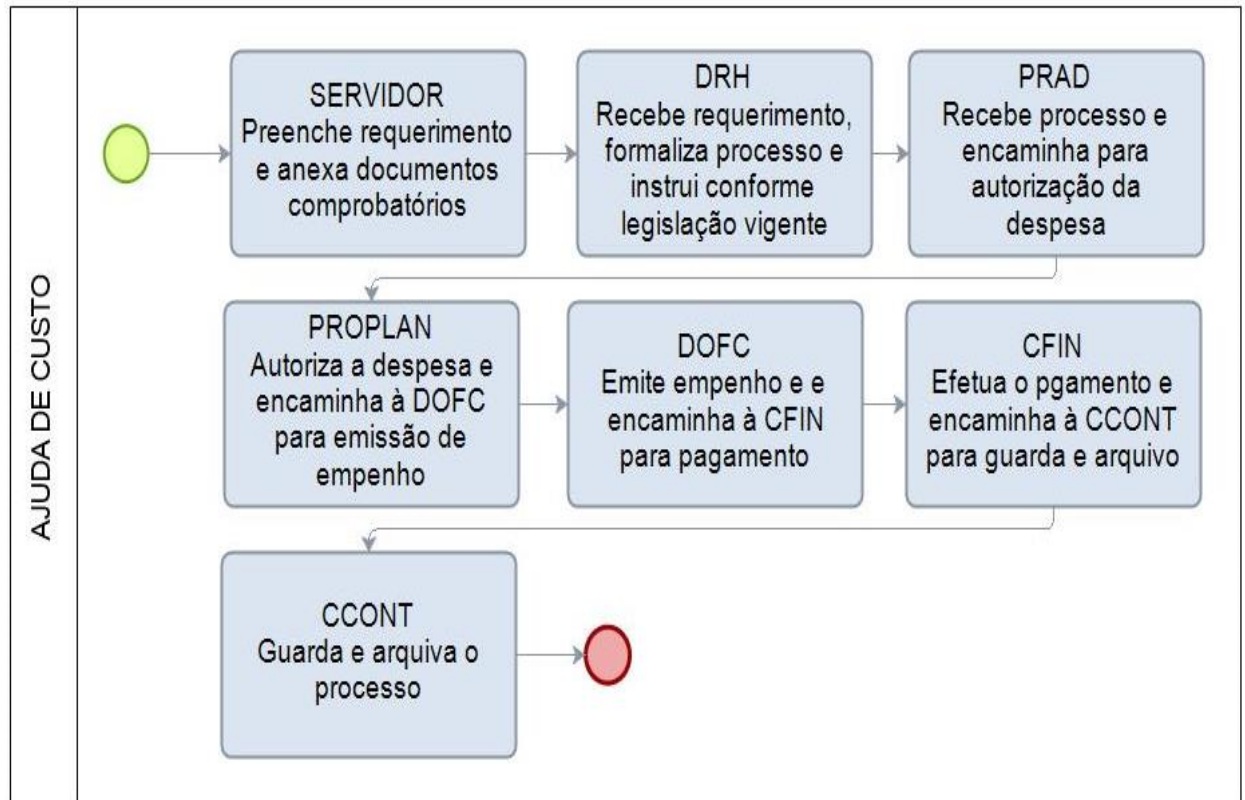 AJUDA DE CUSTO
SERVIDOR
Preenche requerimento
e anexa documentos
comprobatórios
DRH
Recebe requerimento,
formaliza processo e
instrui conforme
legislação vigente
PRAD
Recebe processo e
encaminha para
autorização da
despesa
PROPLAN
Autoriza a despesa e
encaminha à DOFC
para emissão de
empenho
DOFC
Emite empenho e e
encaminha à CFIN
para pagamento
CFIN
Efetua o pgamento e
encaminha à CCONT
para guarda e arquivo
CCONT
Guarda e arquiva o
processo